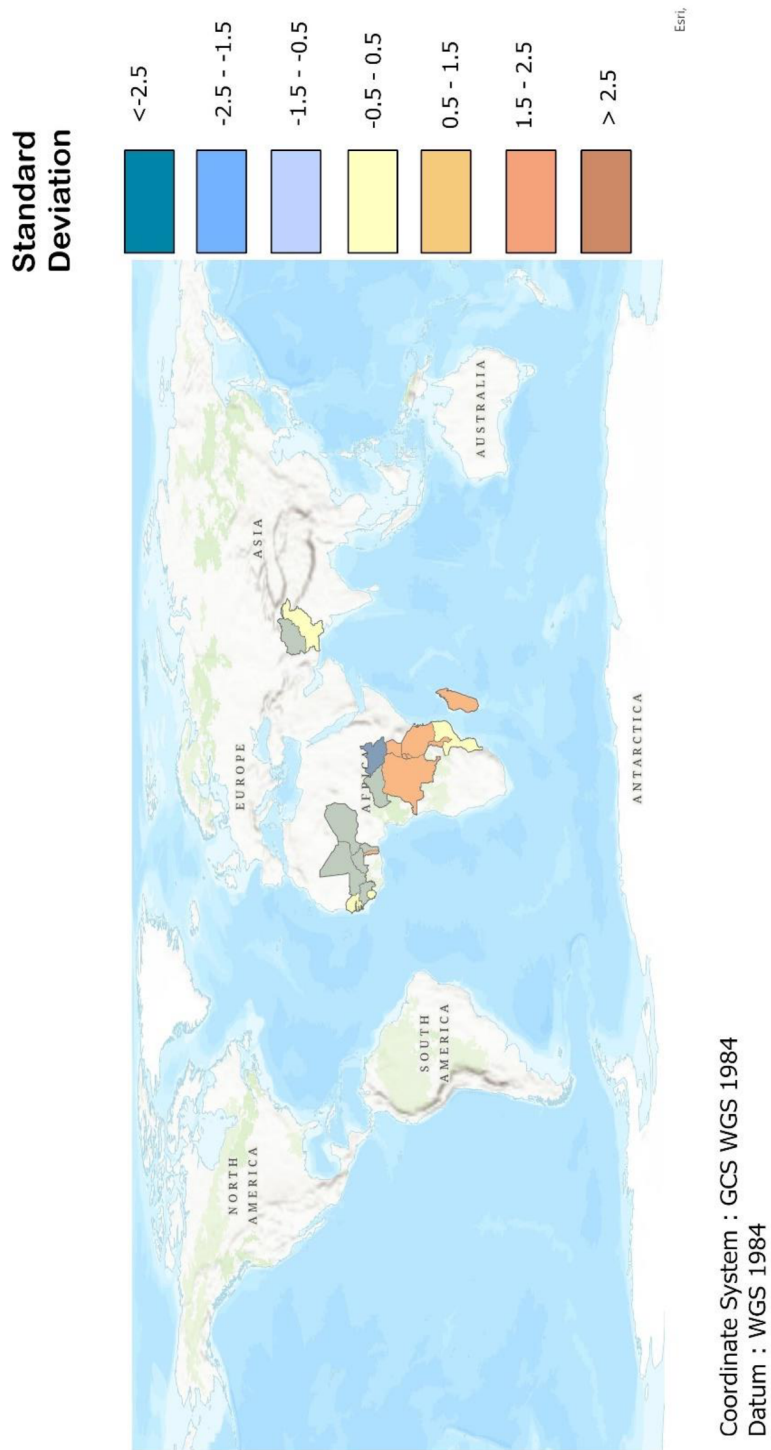 Standard
Deviation
<-2.5
-2.5 - -1.5
-1.5 - -0.5
-0.5 - 0.5
0.5 - 1.5
1.5 - 2.5
> 2.5
NORTH
AMERICA
EUROPE
ASIA
AFRICA
SOUTH
AMERICA
AUSTRALIA
ANTARCTICA
Esri,
Coordinate System : GCS WGS 1984
Datum : WGS 1984